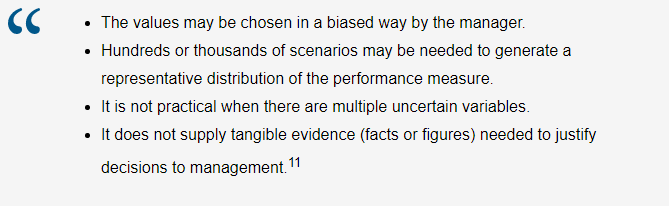 “
• The values may be chosen in a biased way by the manager.
• Hundreds or thousands of scenarios may be needed to generate a
representative distribution of the performance measure.
• It is not practical when there are multiple uncertain variables.
• It does not supply tangible evidence (facts or figures) needed to justify
decisions to management.11